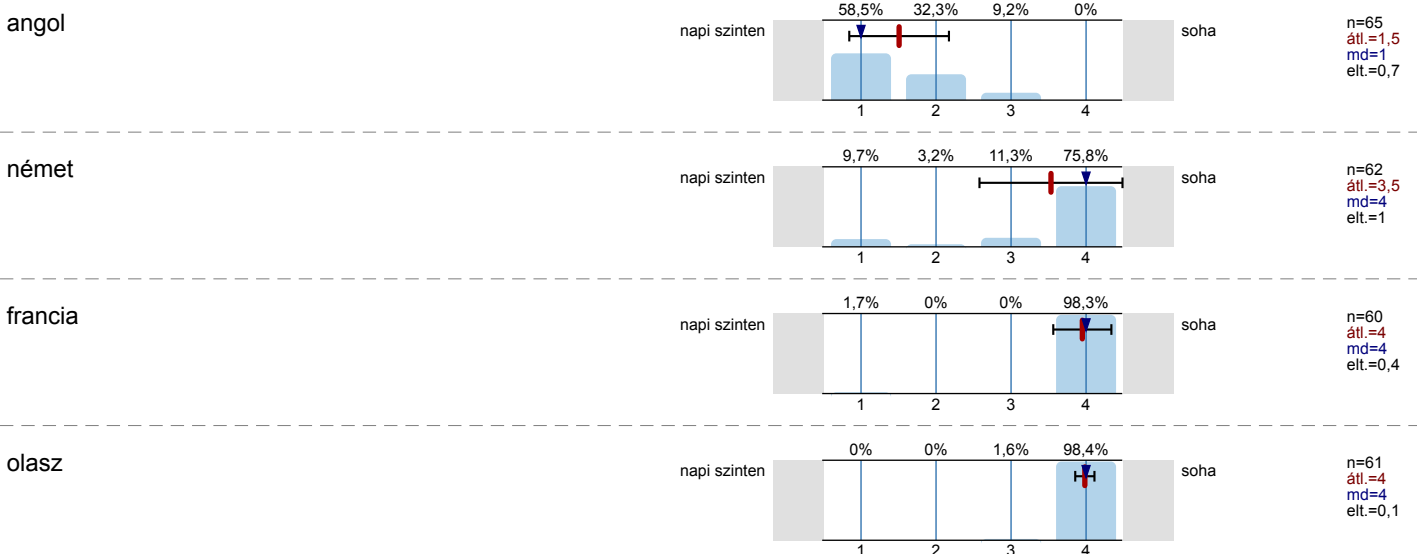 angol
58,5% 32,3% 9,2% 0%
napi szinten
soha
n=65
átl.=1,5
md=1
elt.=0,7
1 2 3 4
német
9,7% 3,2% 11,3% 75,8%
napi szinten
soha
n=62
átl.=3,5
md=4
elt.=1
1 2 3 4
francia
1,7% 0% 0% 98,3%
napi szinten
soha
n=60
átl.=4
md=4
elt.=0,4
1 2 3 4
olasz
0% 0% 1,6% 98,4%
napi szinten
soha
n=61
átl.=4
md=4
elt.=0,1
1 2 3 4